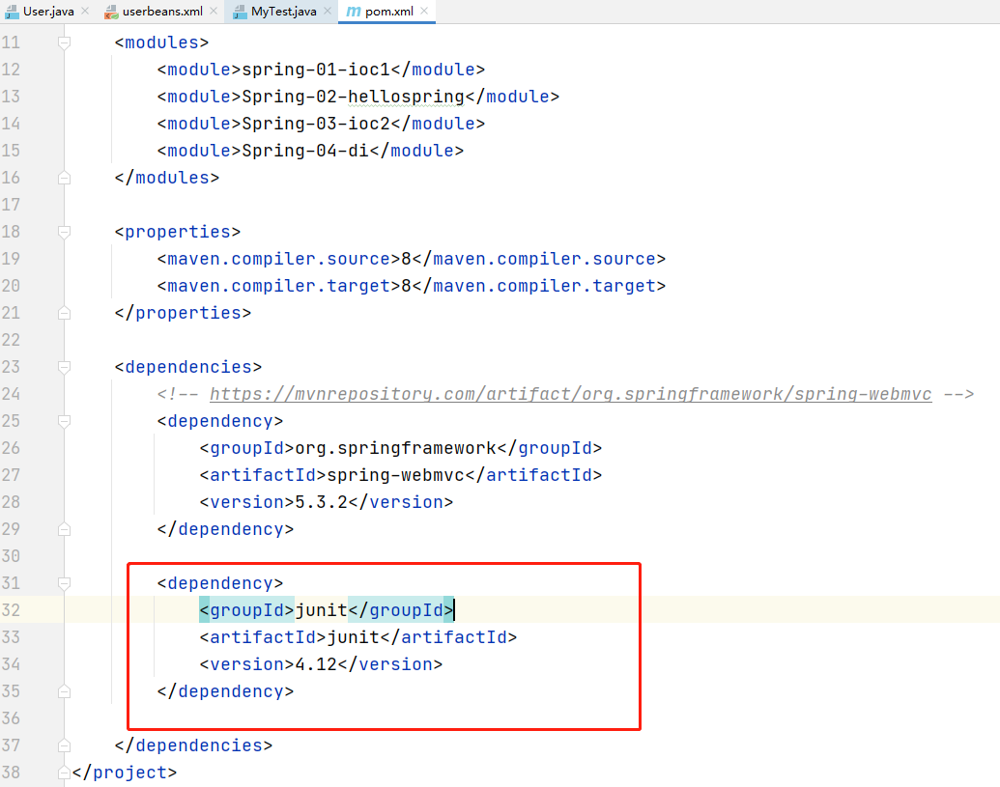 User.java userbeans.xml MyTest.java pom.xml
11 <modules>
12 <module>spring-01-ioc1</module>
13 <module>Spring-02-hellospring</module>
14 <module>Spring-03-ioc2</module>
15 <module>Spring-04-di</module>
16 </modules>
17
18 <properties>
19 <maven.compiler.source>8</maven.compiler.source>
20 <maven.compiler.target>8</maven.compiler.target>
21 </properties>
22
23 <dependencies>
24 <!-- https://mvnrepository.com/artifact/org.springframework/spring-webmvc -->
25 <dependency>
26 <groupId>org.springframework</groupId>
27 <artifactId>spring-webmvc</artifactId>
28 <version>5.3.2</version>
29 </dependency>
30
31 <dependency>
32 <groupId>junit</groupId>
33 <artifactId>junit</artifactId>
34 <version>4.12</version>
35 </dependency>
36
37 </dependencies>
38 </project>